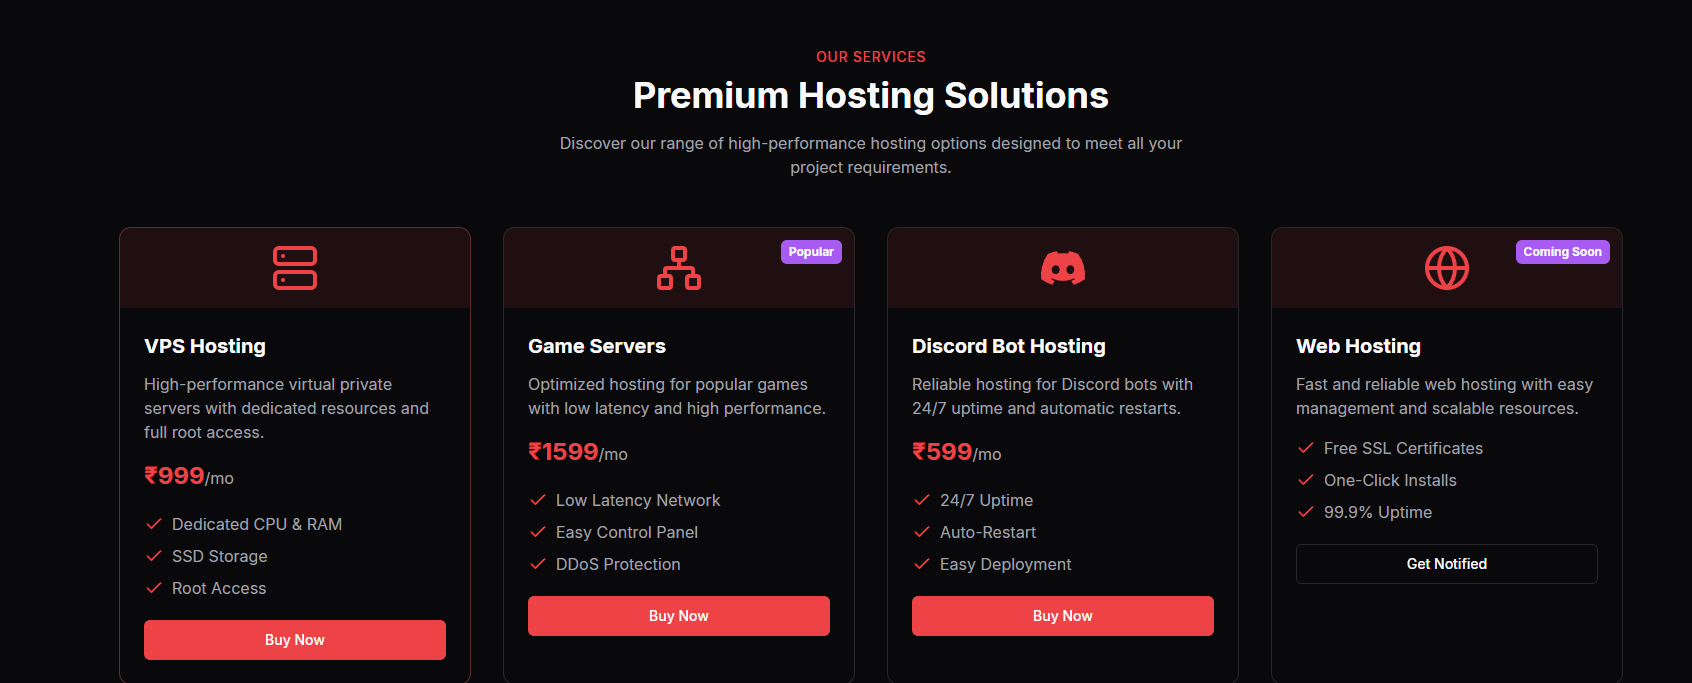 OUR SERVICES
Premium Hosting Solutions
Discover our range of high-performance hosting options designed to meet all your
project requirements.
VPS Hosting
High-performance virtual private
servers with dedicated resources and
full root access.
₹999/mo
Dedicated CPU & RAM
SSD Storage
Root Access
Buy Now
Popular
Game Servers
Optimized hosting for popular games
with low latency and high performance.
₹1599/mo
Low Latency Network
Easy Control Panel
DDoS Protection
Buy Now
Discord Bot Hosting
Reliable hosting for Discord bots with
24/7 uptime and automatic restarts.
₹599/mo
24/7 Uptime
Auto-Restart
Easy Deployment
Buy Now
Coming Soon
Web Hosting
Fast and reliable web hosting with easy
management and scalable resources.
Free SSL Certificates
One-Click Installs
99.9% Uptime
Get Notified